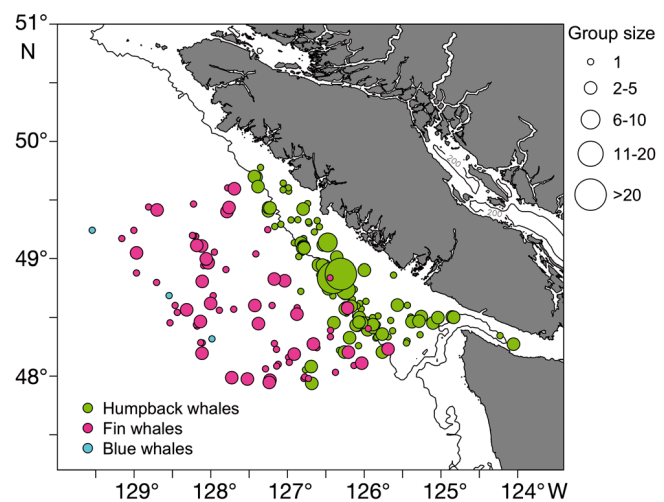 51°
N
50°
49°
48°
129°
128°
127°
126°
125°
124°W
200
200
Group size
1
2-5
6-10
11-20
>20
Humpback whales
Fin whales
Blue whales